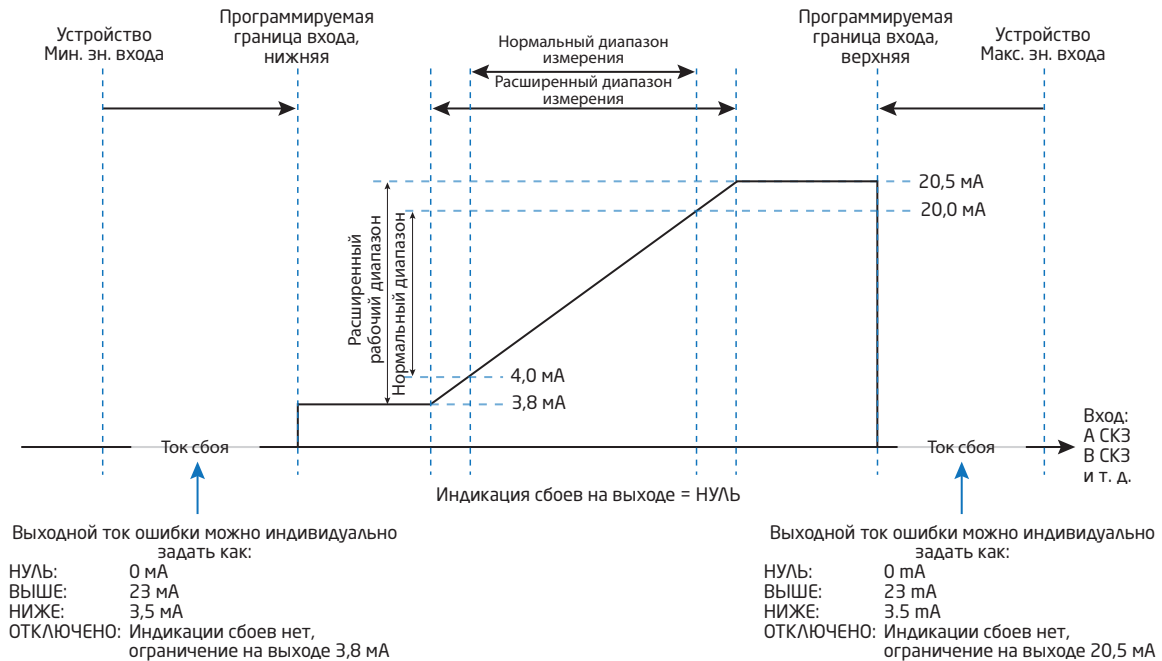 Устройство
Мин. зн. входа
Программируемая
граница входа,
нижняя
Нормальный диапазон
измерения
Расширенный диапазон
измерения
Программируемая
граница входа,
верхняя
Устройство
Макс. зн. входа
20,5 мА
20,0 мА
Расширенный
рабочий диапазон
Нормальный диапазон
4,0 мА
3,8 мА
Ток сбоя
Ток сбоя
Вход:
А СКЗ
В СКЗ
и т. д.
Индикация сбоев на выходе = НУЛЬ
Выходной ток ошибки можно индивидуально
задать как:
НУЛЬ: 0 мА
ВЫШЕ: 23 мА
НИЖЕ: 3,5 мА
ОТКЛЮЧЕНО: Индикации сбоев нет,
ограничение на выходе 3,8 мА
Выходной ток ошибки можно индивидуально
задать как:
НУЛЬ: 0 mA
ВЫШЕ: 23 mA
НИЖЕ: 3.5 mA
ОТКЛЮЧЕНО: Индикации сбоев нет,
ограничение на выходе 20,5 мА